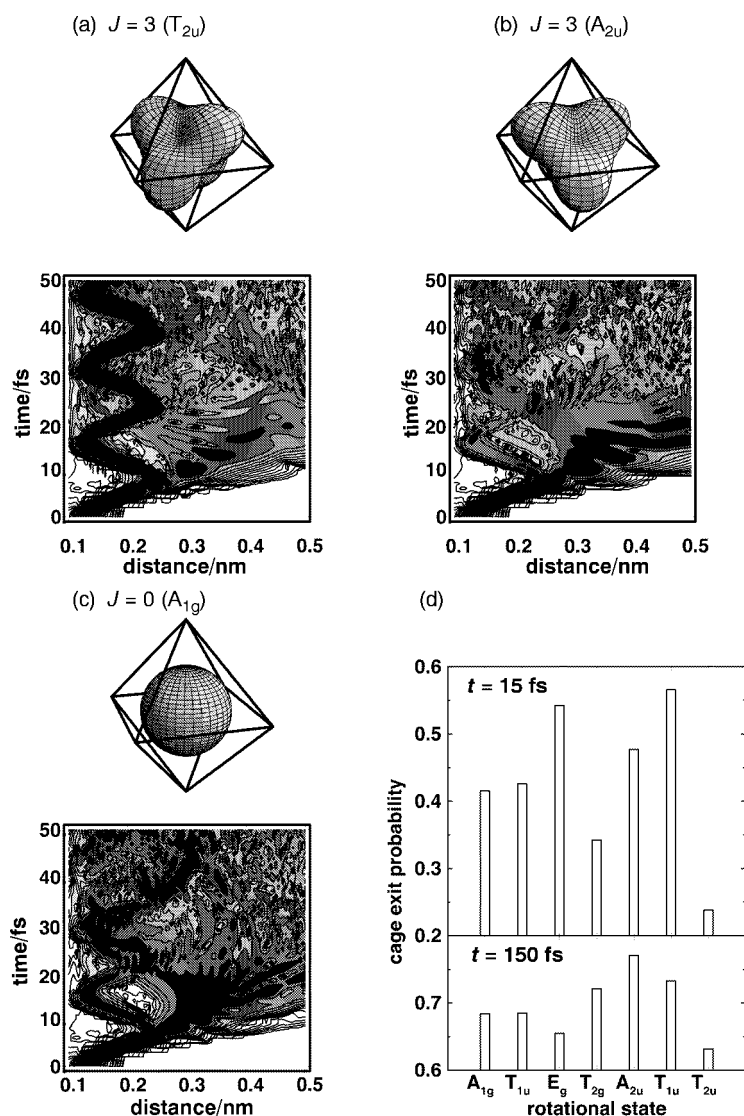 (a) J = 3 (T2u)
(b) J = 3 (A2u)
50
40
30
20
10
0
time/fs
0.1 0.2 0.3 0.4 0.5
distance/nm
50
40
30
20
10
0
time/fs
0.1 0.2 0.3 0.4 0.5
distance/nm
(c) J = 0 (A1g)
(d)
50
40
30
20
10
0
time/fs
0.1 0.2 0.3 0.4 0.5
distance/nm
0.6
t = 15 fs
0.5
0.4
0.3
0.2
cage exit probability
t = 150 fs
0.7
0.6
A1g T1u Eg T2g A2u T1u T2u
rotational state